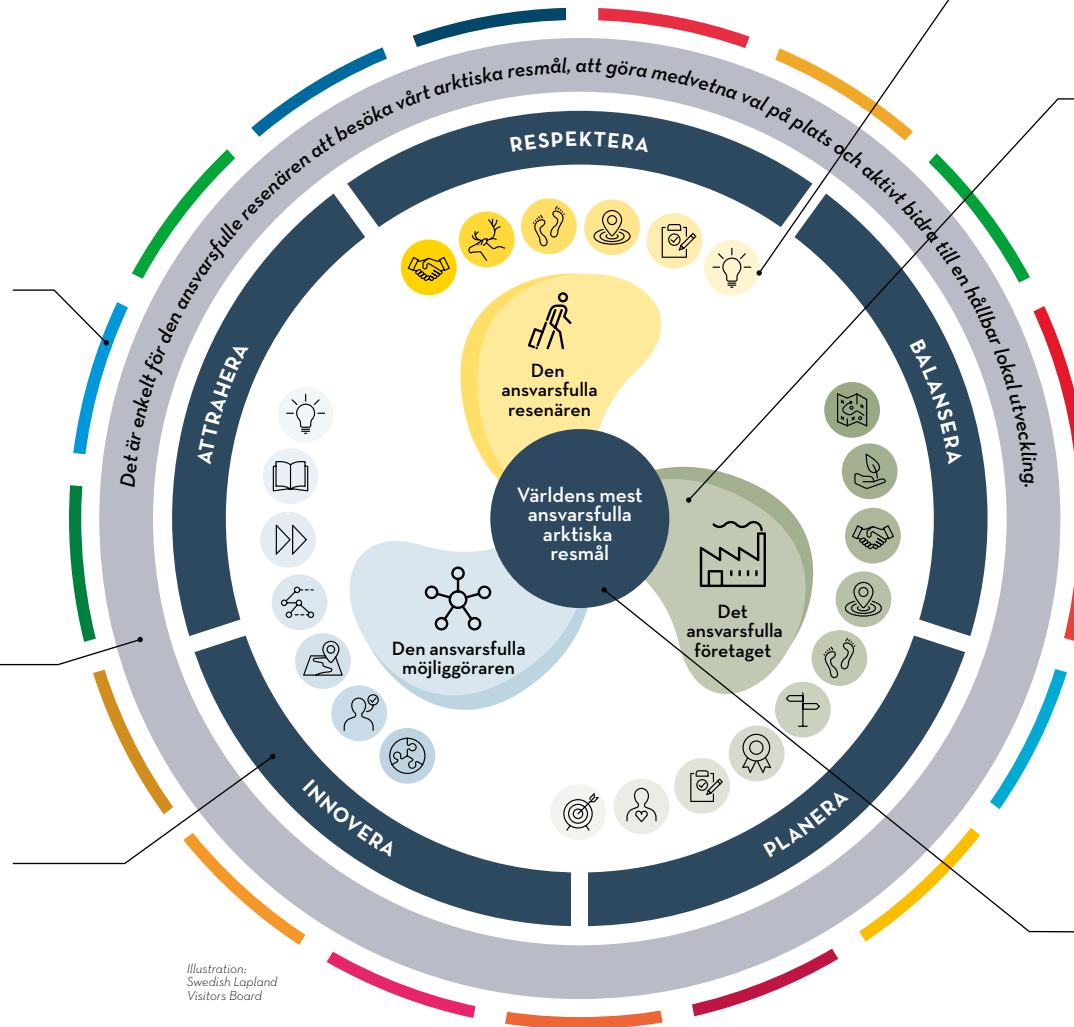 Det är enkelt för den ansvarsfulle resenären att besöka vårt arktiska resmål, att göra medvetna val på plats och aktivt bidra till en hållbar lokal utveckling.
RESPEKTERA
ATTRAHERA
BALANSERA
Den
ansvarsfulla
resenären
Världens mest
ansvarsfulla
arktiska
resmål
Det
ansvarsfulla
företaget
Den ansvarsfulla
möjliggöraren
INNOVERA
PLANERA
Illustration:
Swedish Lapland
Visitors Board